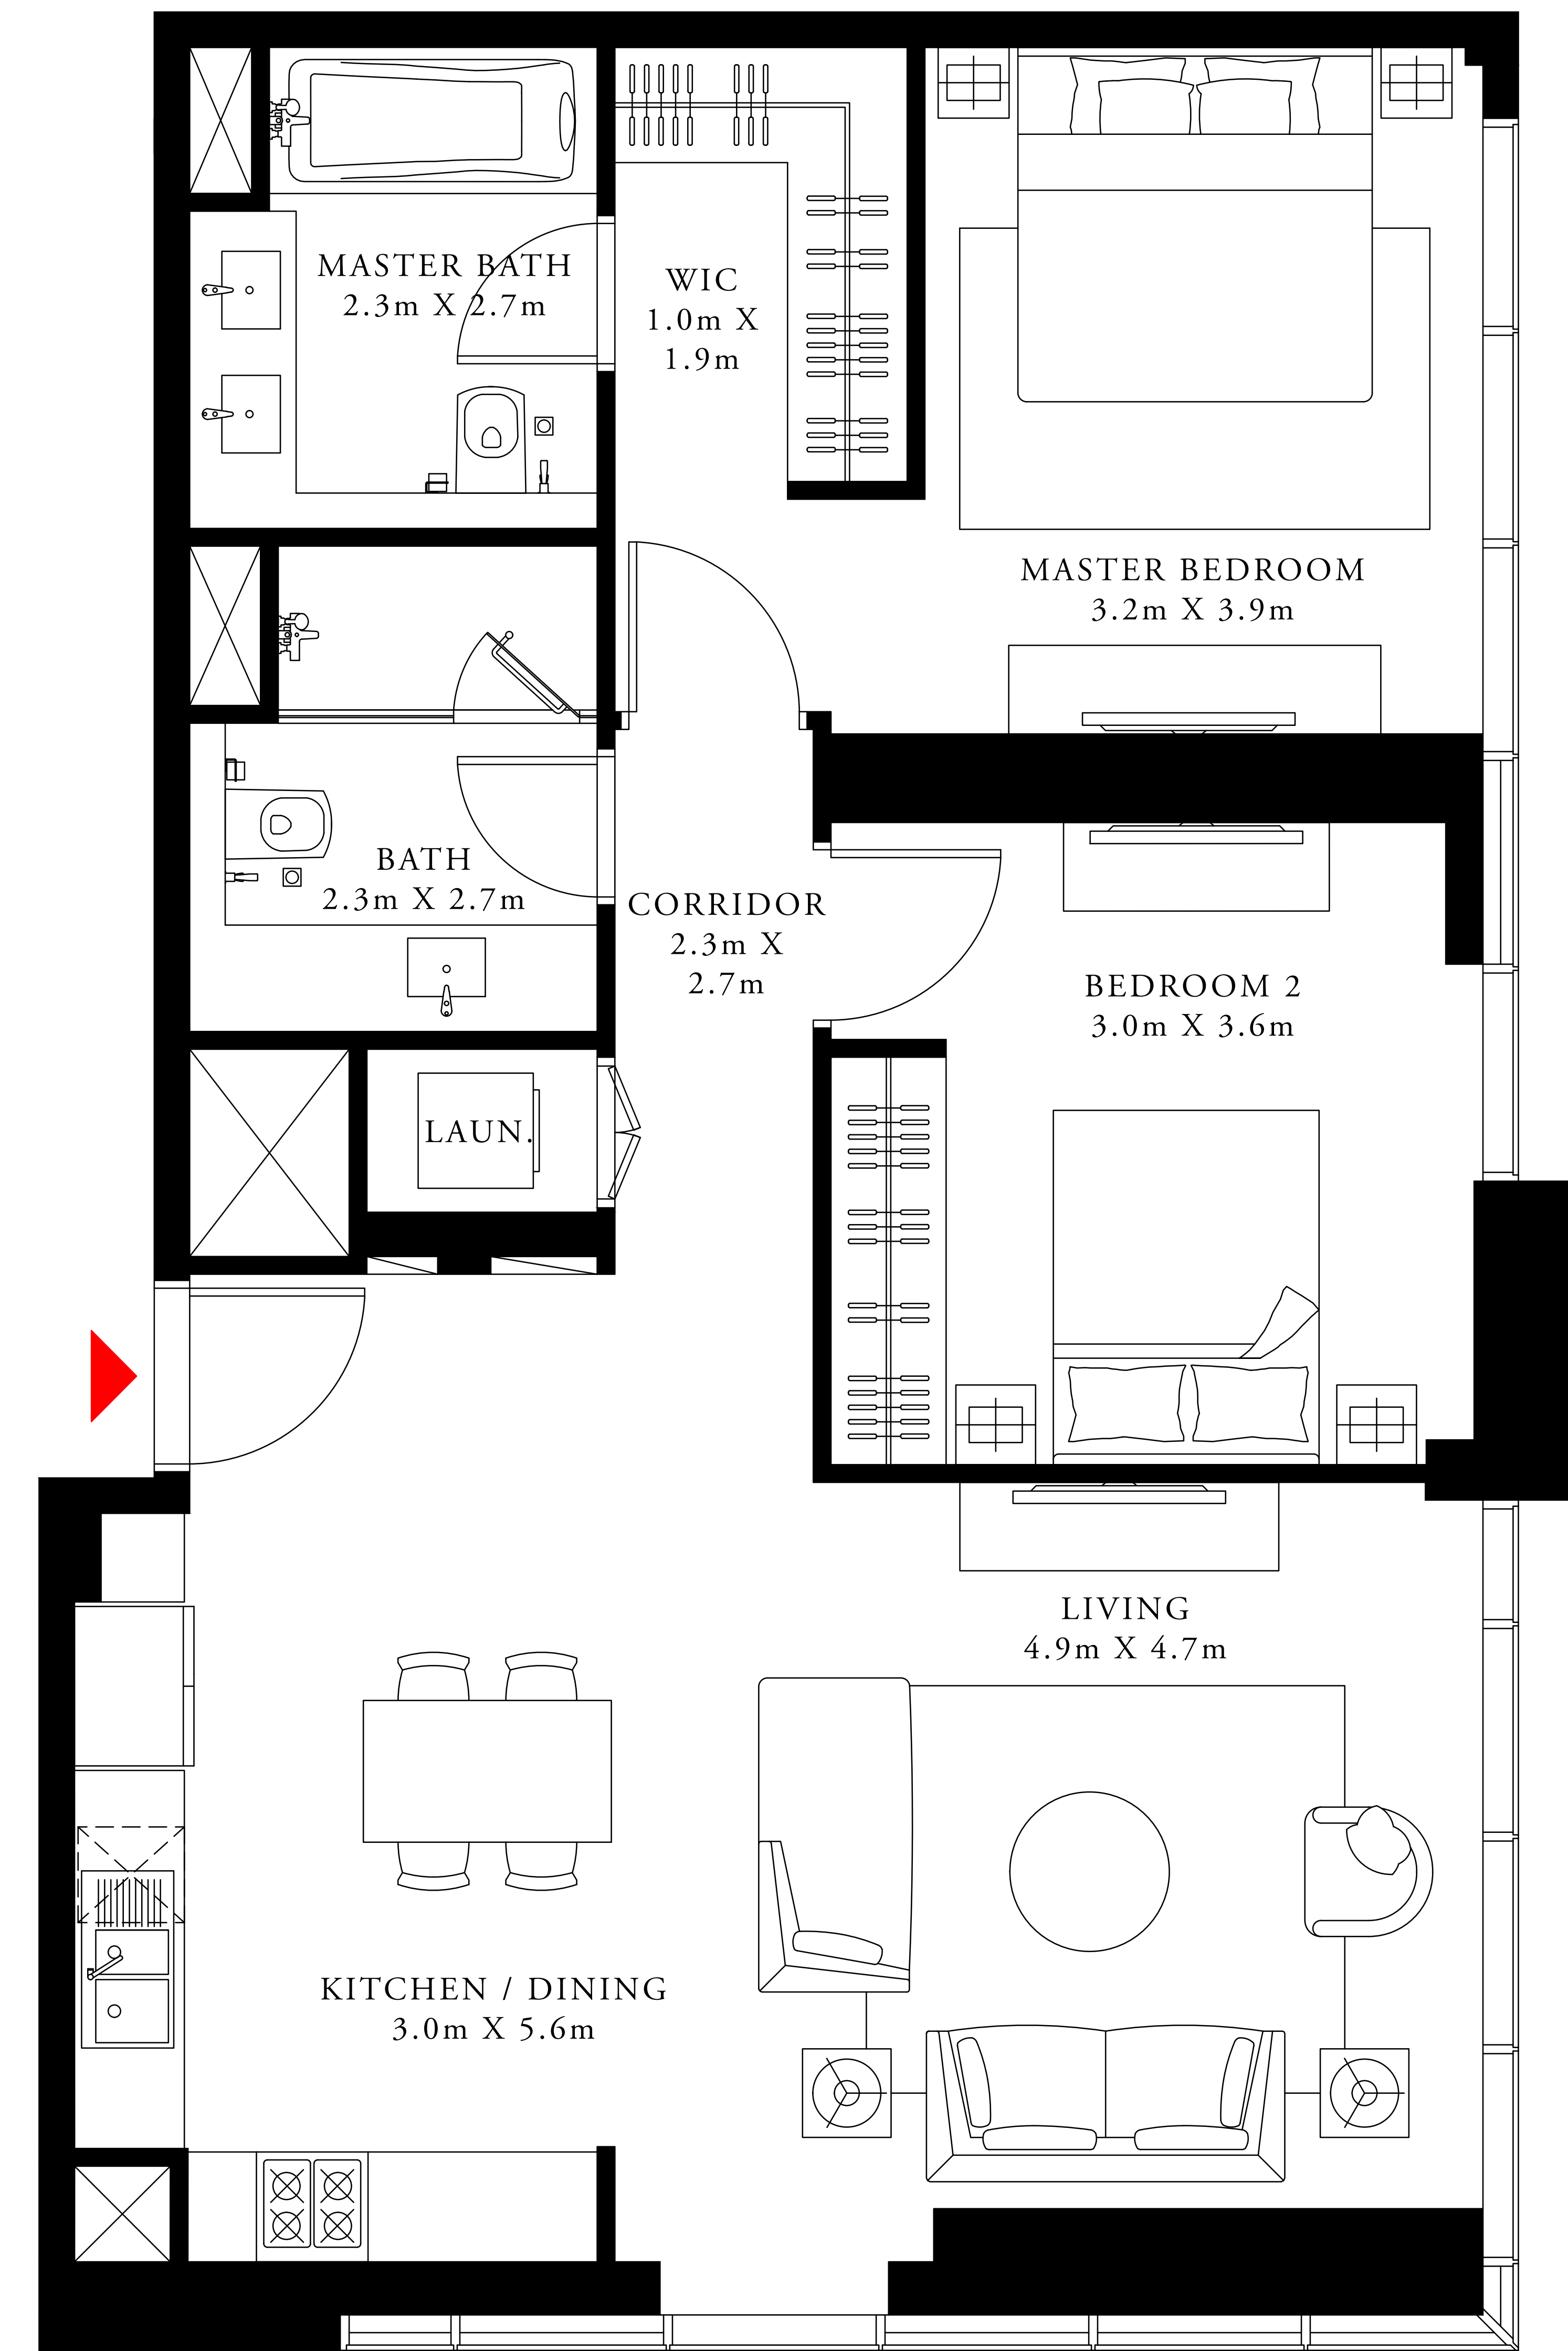 MASTER BATH
2.3m X 2.7m
WIC
1.0m X
1.9m
MASTER BEDROOM
3.2m X 3.9m
BATH
2.3m X 2.7m
CORRIDOR
2.3m X
2.7m
BEDROOM 2
3.0m X 3.6m
LAUN.
LIVING
4.9m X 4.7m
KITCHEN / DINING
3.0m X 5.6m